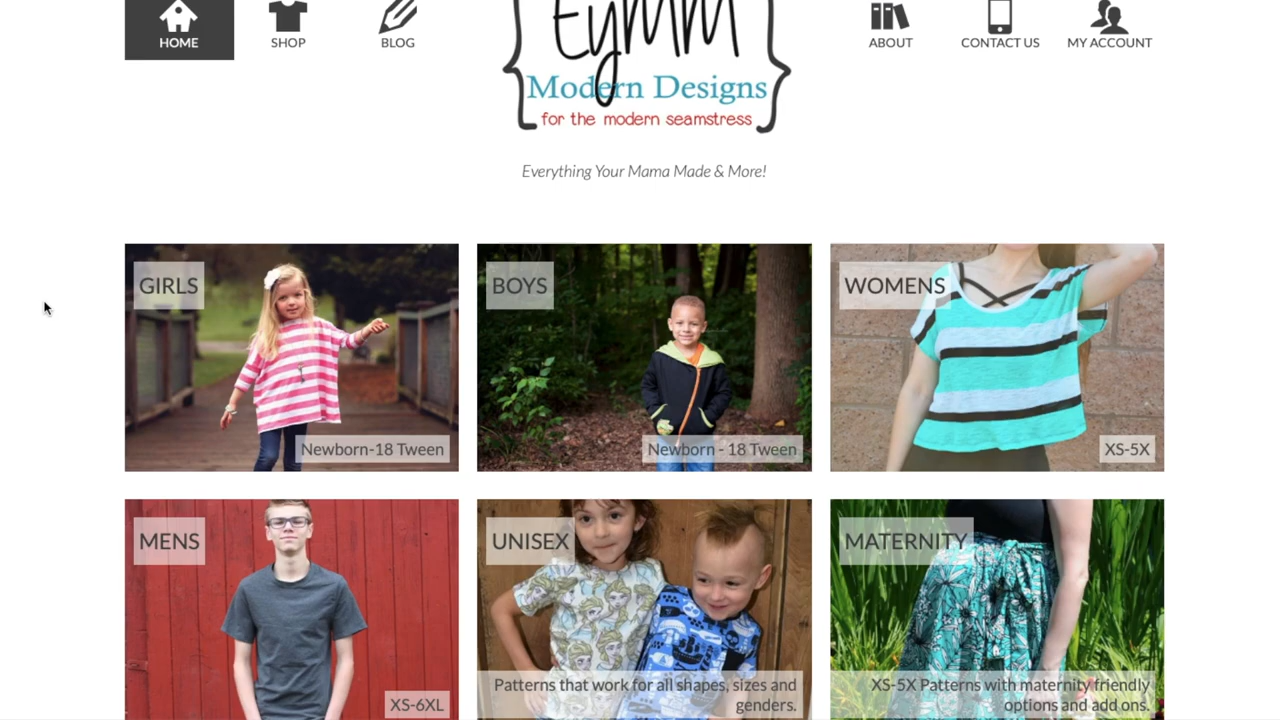 HOME
SHOP
BLOG
Eymm
Modern Designs
for the modern seamstress
ABOUT
CONTACT US
MY ACCOUNT
Everything Your Mama Made & More!
GIRLS
Newborn-18 Tween
BOYS
Newborn - 18 Tween
WOMENS
XS-5X
MENS
XS-6XL
UNISEX
Patterns that work for all shapes, sizes and
genders.
MATERNITY
XS-5X Patterns with maternity friendly
options and add ons.